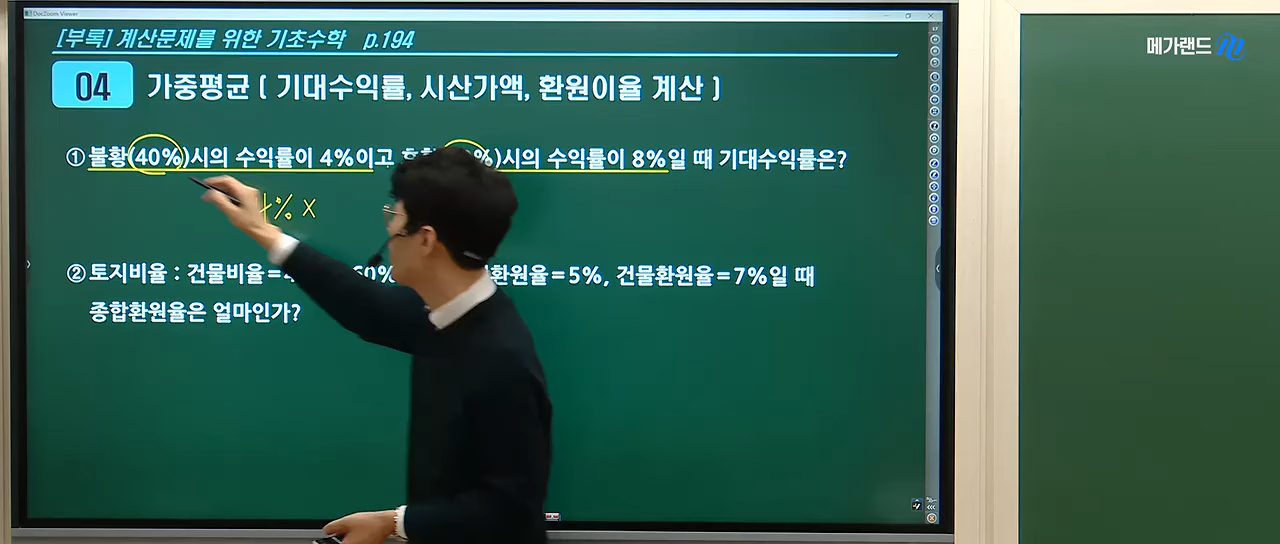 DocZoom Viewer
[부록] 계산문제를 위한 기초수학 p.194
메가랜드
04 가중평균 ( 기대수익률, 시산가액, 환원이율 계산 )
① 불황(40%)시의 수익률이 4%이고 %)시의 수익률이 8%일 때 기대수익률은?
4% ×
② 토지비율 : 건물비율=4 60% 환원율=5%, 건물환원율=7%일 때
종합환원율은 얼마인가?